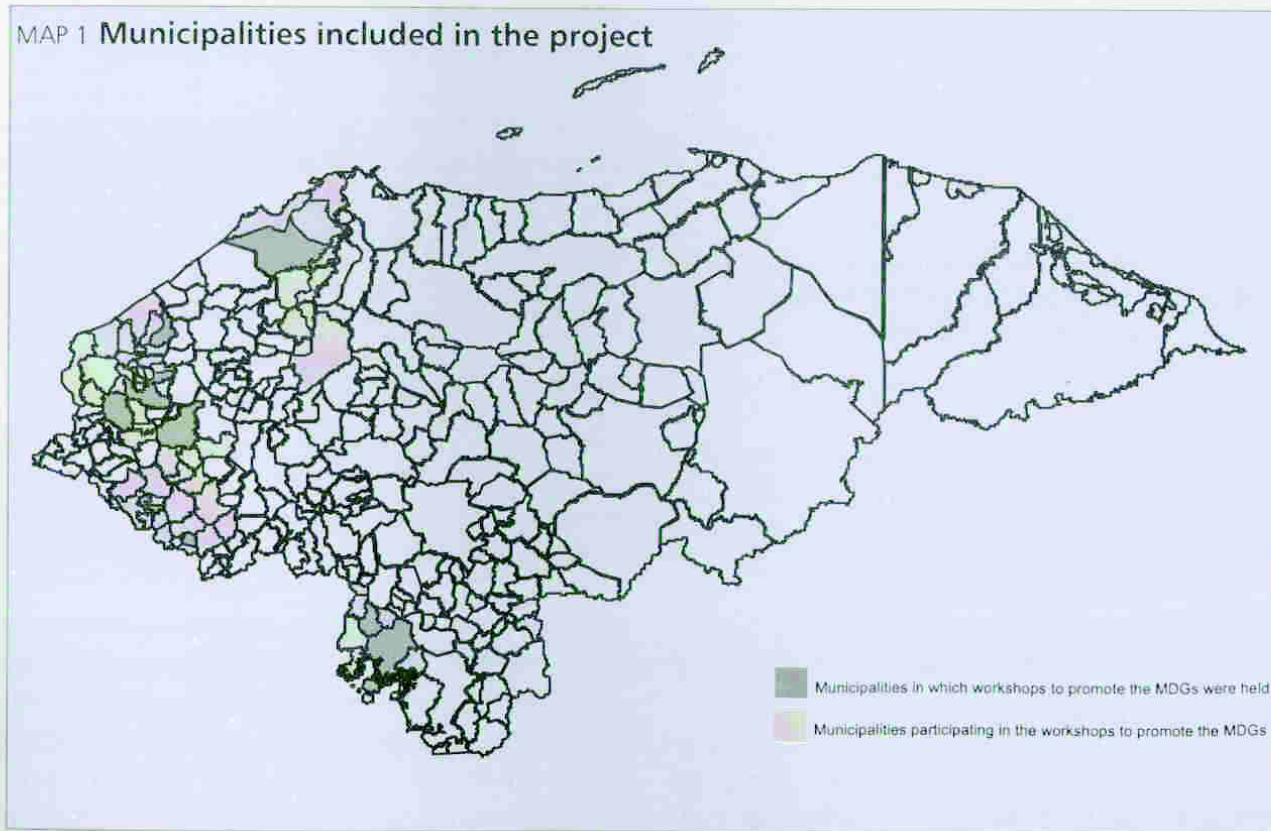 MAP 1 Municipalities included in the project
Municipalities in which workshops to promote the MDGs were held
Municipalities participating in the workshops to promote the MDGs